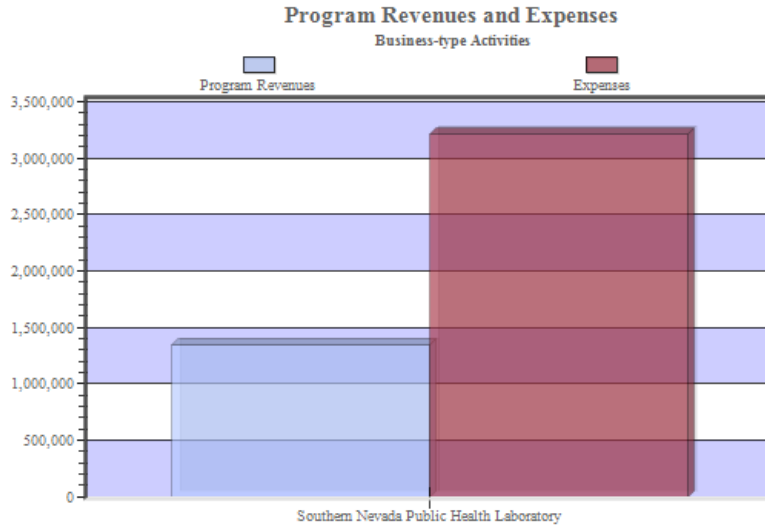 Program Revenues and Expenses
Business-type Activities
Program Revenues
Expenses
3,500,000
3,000,000
2,500,000
2,000,000
1,500,000
1,000,000
500,000
0
Southern Nevada Public Health Laboratory